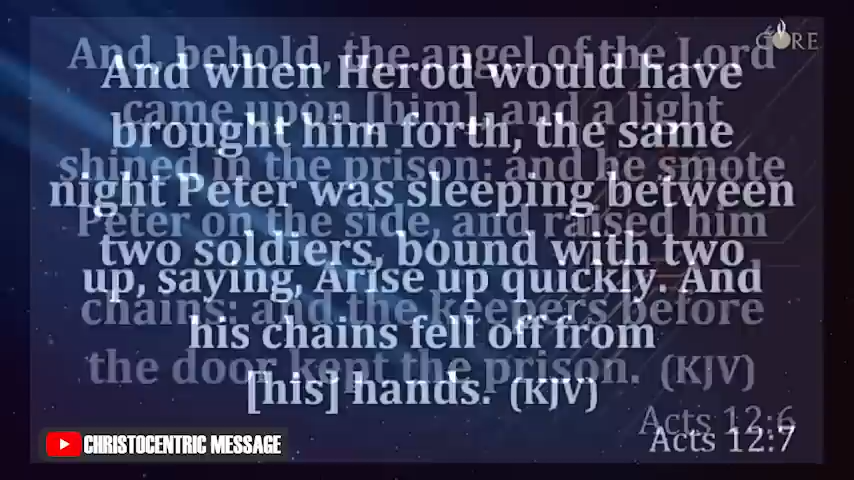 And when Herod would have
brought him forth, the same
night Peter was sleeping between
two soldiers, bound with two
chains: and the keepers before
the door kept the prison. (KJV)
Acts 12:6
And, behold, the angel of the Lord
came upon [him], and a light
shined in the prison: and he smote
Peter on the side, and raised him
up, saying, Arise up quickly. And
his chains fell off from
[his] hands. (KJV)
Acts 12:7
CORE
CHRISTOCENTRIC MESSAGE